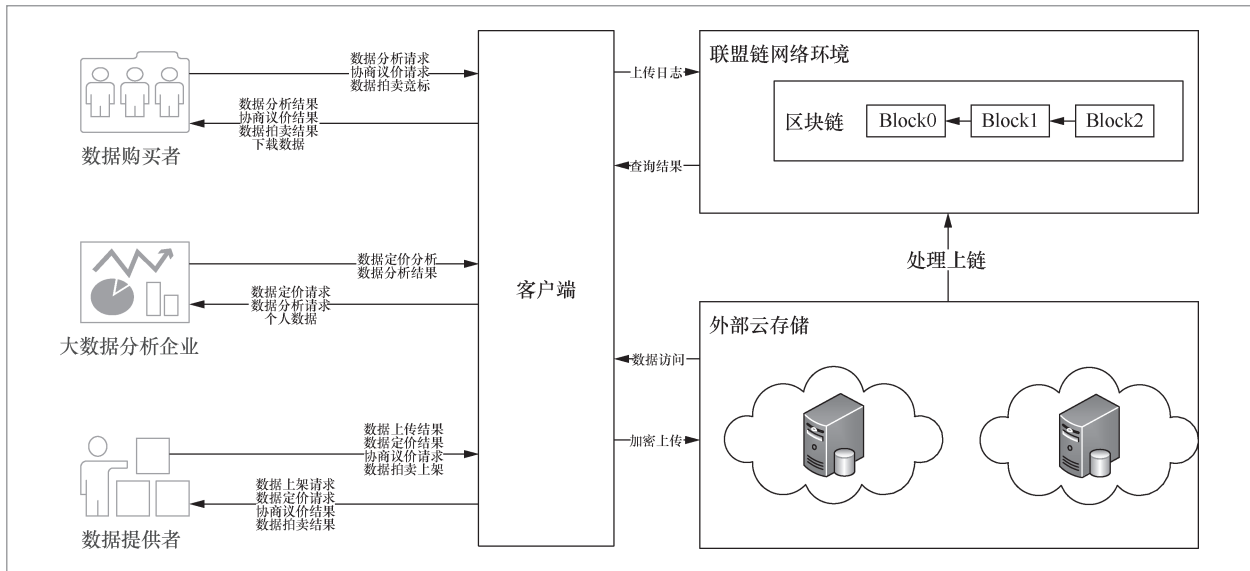 数据分析请求
协商议价请求
数据拍卖竞标
数据分析结果
协商议价结果
数据拍卖结果
下载数据
数据购买者
数据定价分析
数据分析结果
数据定价请求
数据分析请求
个人数据
大数据分析企业
数据上传结果
数据定价结果
协商议价请求
数据拍卖上架
数据上架请求
数据定价请求
协商议价结果
数据拍卖结果
数据提供者
客户端
上传日志
查询结果
数据访问
加密上传
联盟链网络环境
区块链 Block0 Block1 Block2
处理上链
外部云存储